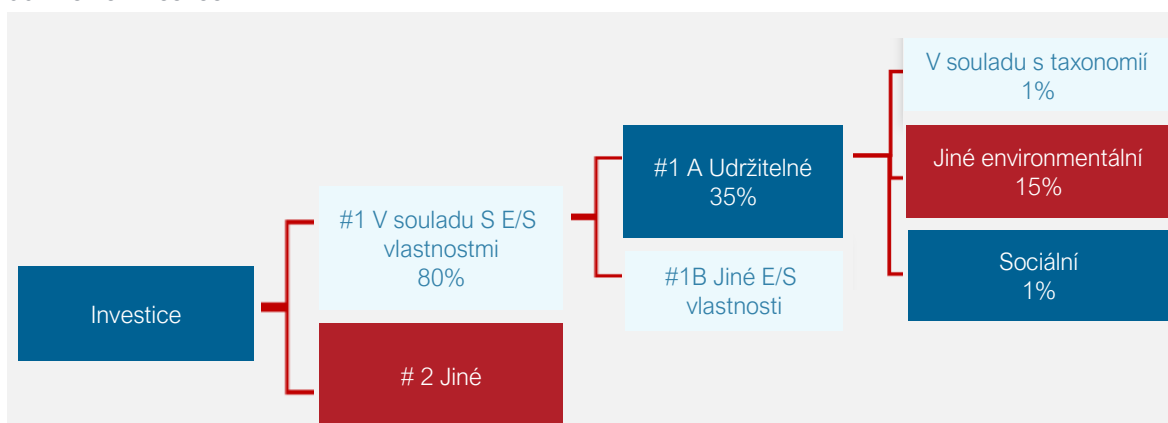 Investice
#1 V souladu S E/S
vlastnostmi
80%
# 2 Jiné
#1 A Udržitelné
35%
#1B Jiné E/S
vlastnosti
V souladu s taxonomií
1%
Jiné environmentální
15%
Sociální
1%